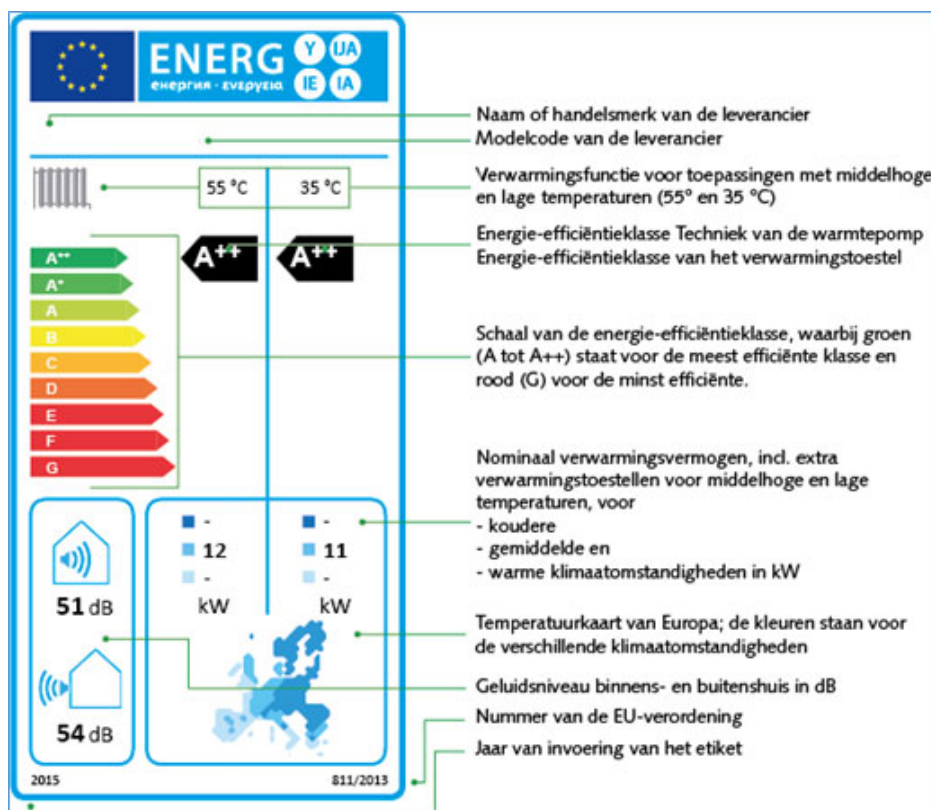 ENERG Y IJA
IE IA
енергия · ενεργεια
Naam of handelsmerk van de leverancier
Modelcode van de leverancier
55 °C 35 °C
Verwarmingsfunctie voor toepassingen met middelhoge
en lage temperaturen (55° en 35 °C)
A++ A++
Energie-efficiëntieklasse Techniek van de warmtepomp
Energie-efficiëntieklasse van het verwarmingstoestel
A++
A+
A
B
C
D
E
F
G
Schaal van de energie-efficiëntieklasse, waarbij groen
(A tot A++) staat voor de meest efficiënte klasse en
rood (G) voor de minst efficiënte.
51 dB
54 dB
- -
12 11
- -
kW kW
Nominaal verwarmingsvermogen, incl. extra
verwarmingstoestellen voor middelhoge en lage
temperaturen, voor
- koudere
- gemiddelde en
- warme klimaatomstandigheden in kW
Temperatuurkaart van Europa; de kleuren staan voor
de verschillende klimaatomstandigheden
Geluidsniveau binnens- en buitenshuis in dB
Nummer van de EU-verordening
Jaar van invoering van het etiket
2015 811/2013